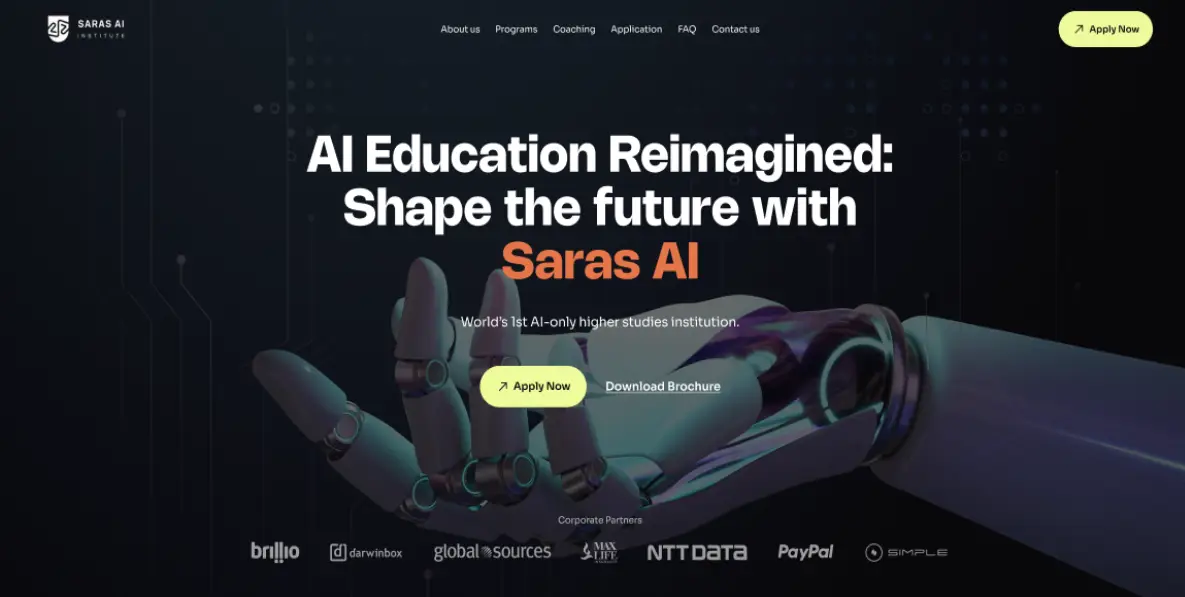 SARAS AI
INSTITUTE
About us
Programs
Coaching
Application
FAQ
Contact us
Apply Now
AI Education Reimagined:
Shape the future with
Saras AI
World's 1st AI-only higher studies institution.
Apply Now
Download Brochure
Corporate Partners
brillio
darwinbox
global sources
MAX
LIFE
NTT DATA
PayPal
SIMPLE